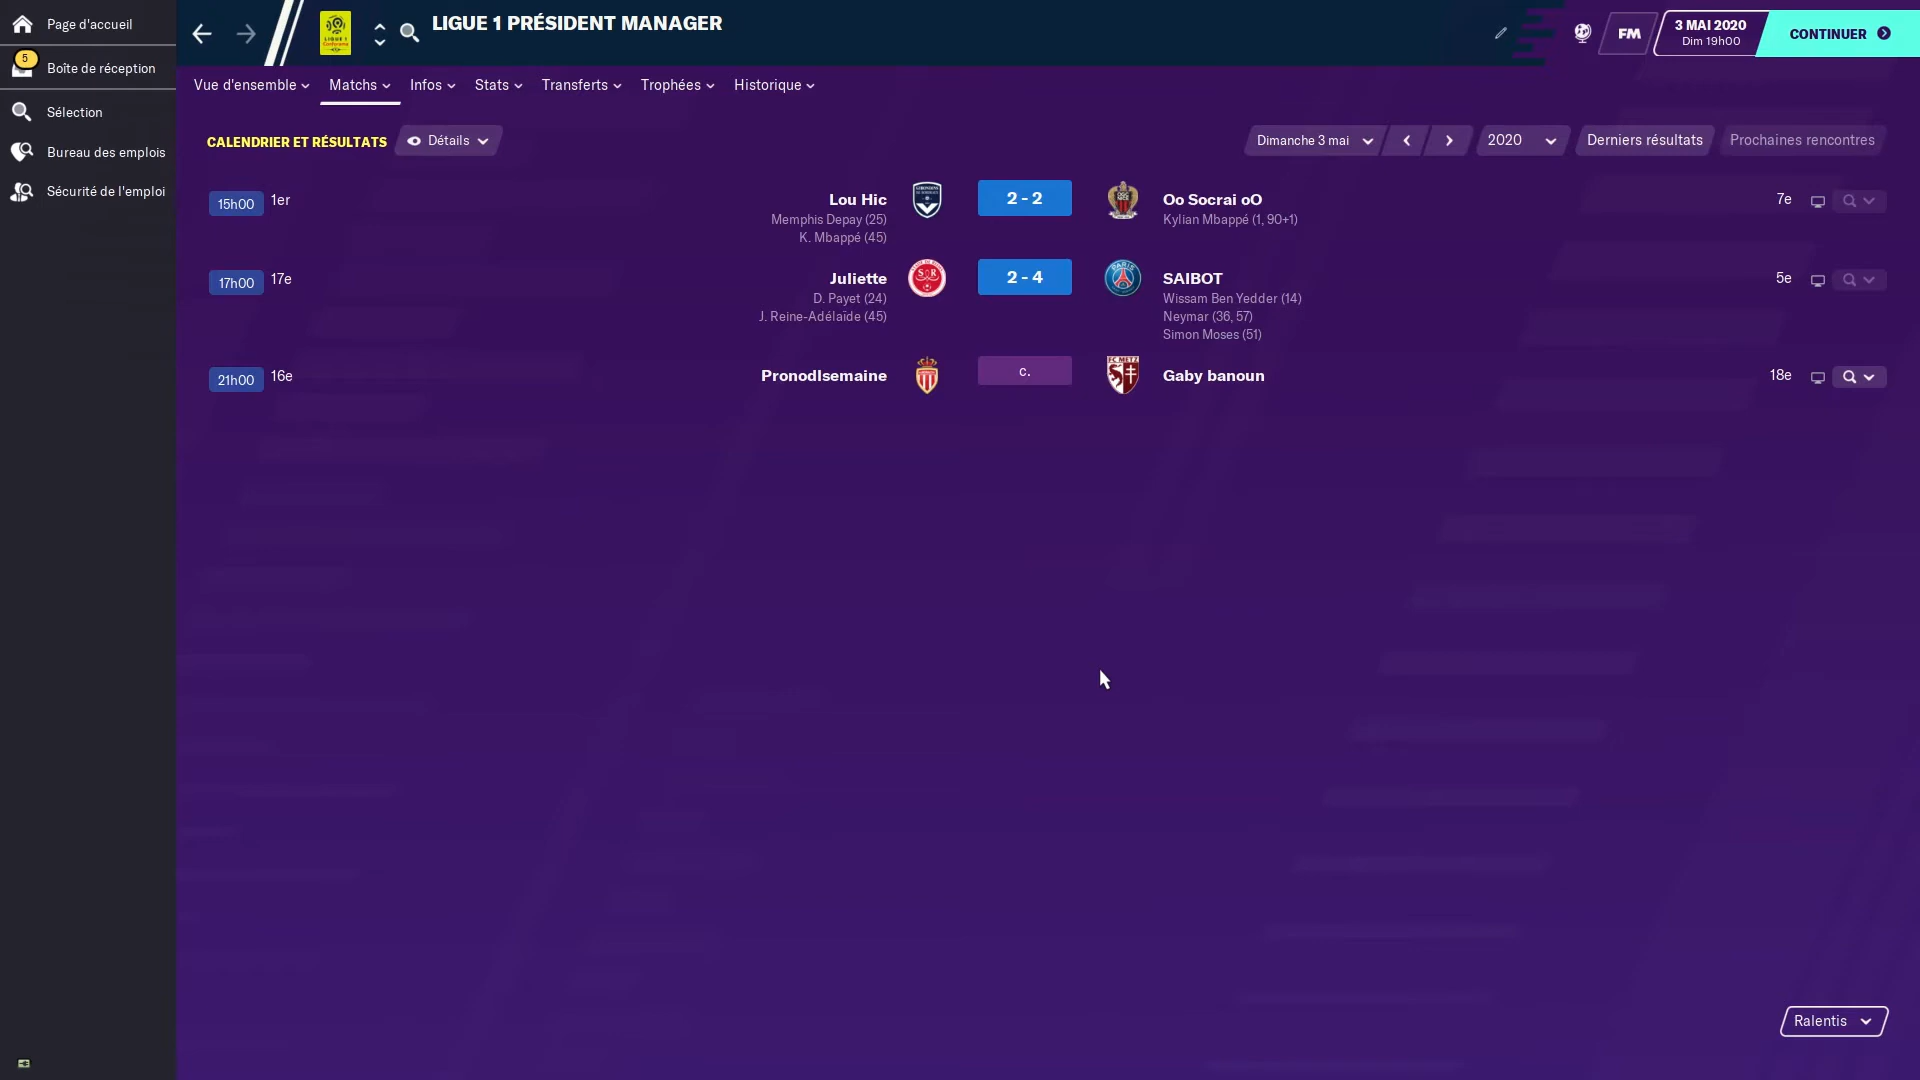 Page d'accueil
5
Boîte de réception
Sélection
Bureau des emplois
Sécurité de l'emploi
LIGUE 1 PRÉSIDENT MANAGER
FM
3 MAI 2020
Dim 19h00
CONTINUER
Vue d'ensemble
Matchs
Infos
Stats
Transferts
Trophées
Historique
CALENDRIER ET RÉSULTATS
Détails
Dimanche 3 mai
2020
Derniers résultats
Prochaines rencontres
15h00 1er Lou Hic 2 - 2 Oo Socrai oO 7e
Memphis Depay (25) Kylian Mbappé (1, 90+1)
K. Mbappé (45)
17h00 17e Juliette 2 - 4 SAIBOT 5e
D. Payet (24) Wissam Ben Yedder (14)
J. Reine-Adélaïde (45) Neymar (36, 57)
Simon Moses (51)
21h00 16e Pronodlsemaine c. Gaby banoun 18e
Ralentis